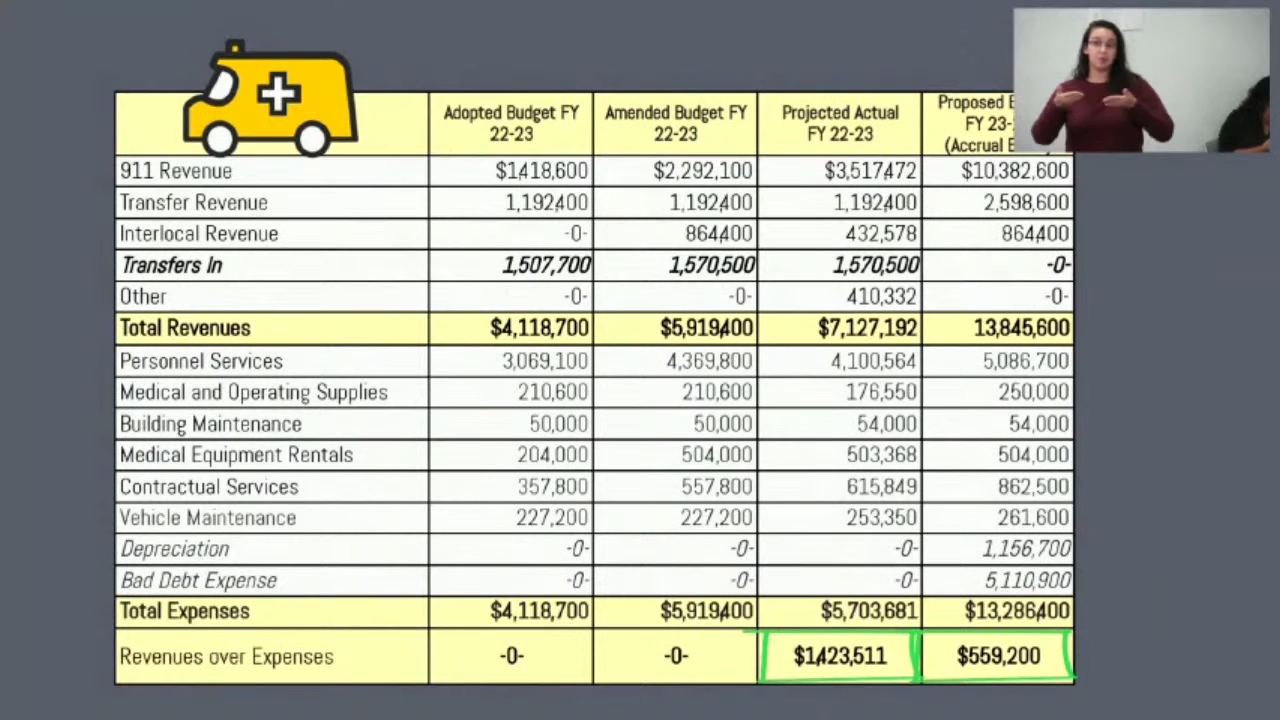 Adopted Budget FY 22-23
Amended Budget FY 22-23
Projected Actual FY 22-23
Proposed FY 23- (Accrual
911 Revenue $1,418,600 $2,292,100 $3,517,472 $10,382,600
Transfer Revenue 1,192,400 1,192,400 1,192,400 2,598,600
Interlocal Revenue -0- 864,400 432,578 864,400
Transfers In 1,507,700 1,570,500 1,570,500 -0-
Other -0- -0- 410,332 -0-
Total Revenues $4,118,700 $5,919,400 $7,127,192 13,845,600
Personnel Services 3,069,100 4,369,800 4,100,564 5,086,700
Medical and Operating Supplies 210,600 210,600 176,550 250,000
Building Maintenance 50,000 50,000 54,000 54,000
Medical Equipment Rentals 204,000 504,000 503,368 504,000
Contractual Services 357,800 557,800 615,849 862,500
Vehicle Maintenance 227,200 227,200 253,350 261,600
Depreciation -0- -0- -0- 1,156,700
Bad Debt Expense -0- -0- -0- 5,110,900
Total Expenses $4,118,700 $5,919,400 $5,703,681 $13,286,400
Revenues over Expenses -0- -0- $1,423,511 $559,200